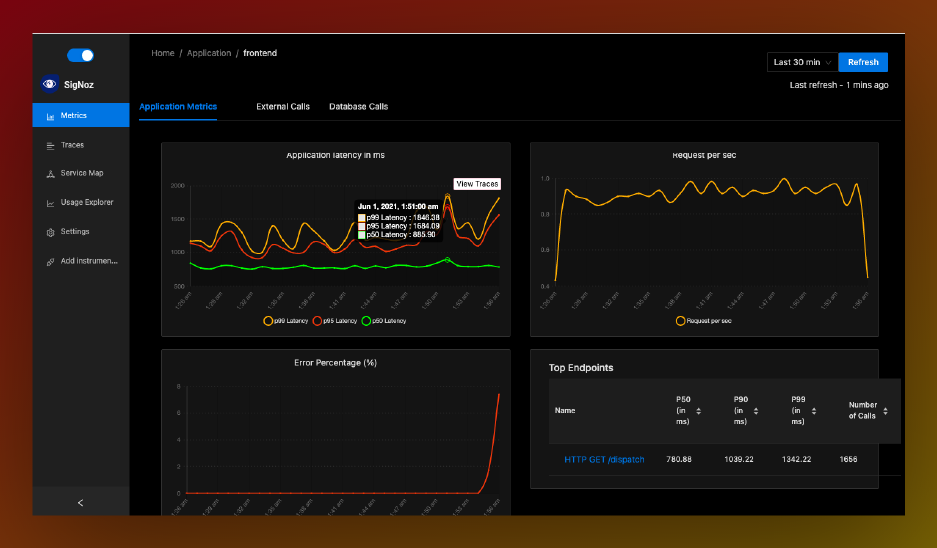 SigNoz
Metrics
Traces
Service Map
Usage Explorer
Settings
Add Instrumen...
Home / Application / frontend
Last 30 min
Refresh
Last refresh - 1 mins ago
Application Metrics
External Calls
Database Calls
Application latency in ms
2000
1500
1000
500
View Traces
Jun 1, 2021, 1:51:00 am
p99 Latency : 1846.38
p95 Latency : 1684.09
p50 Latency : 885.90
p99 Latency
p95 Latency
p50 Latency
Request per sec
1.0
0.8
0.6
0.4
Request per sec
Error Percentage (%)
8
6
4
2
0
Top Endpoints
Name
P50 (in ms)
P90 (in ms)
P99 (in ms)
Number of Calls
HTTP GET /dispatch
780.88
1039.22
1342.22
1656